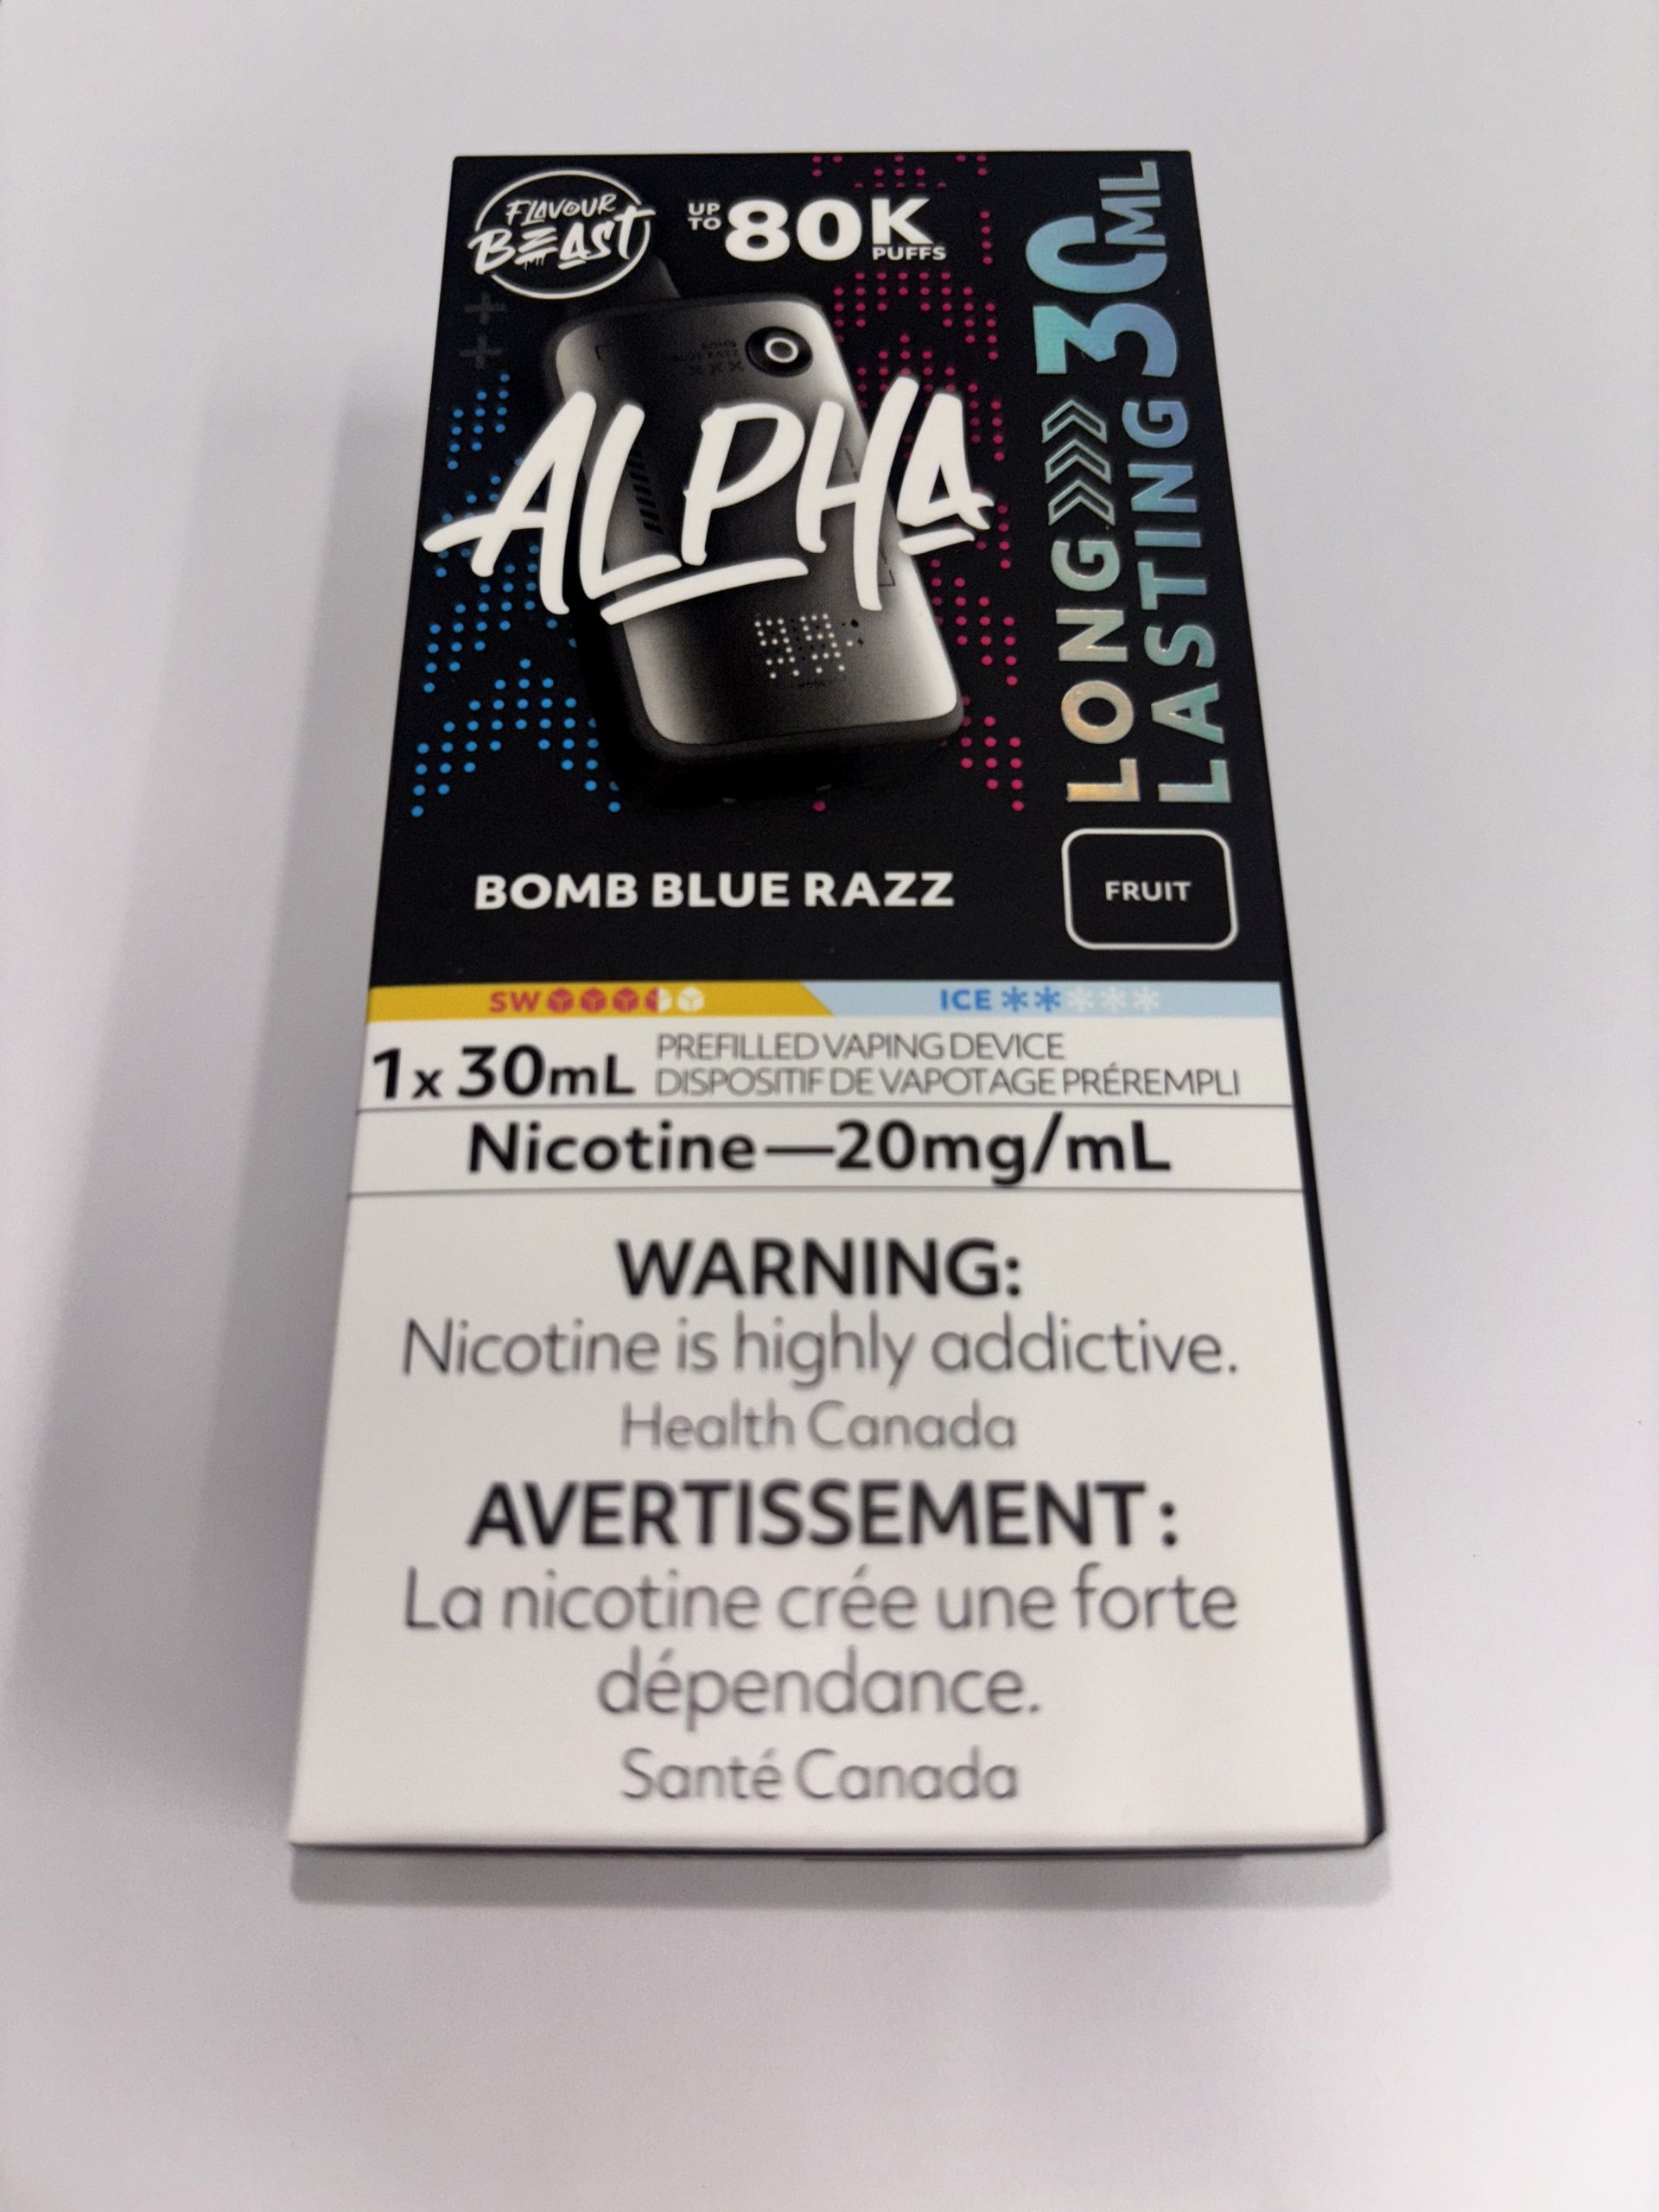 FLAVOUR
BEAST
UP TO 80K PUFFS
ALPHA
LONG LASTING 30ML
BOMB BLUE RAZZ
FRUIT
SW
ICE
1x30mL
PREFILLED VAPING DEVICE
DISPOSITIF DE VAPOTAGE PRÉREMPLI
Nicotine—20mg/mL
WARNING:
Nicotine is highly addictive.
Health Canada
AVERTISSEMENT :
La nicotine crée une forte
dépendance.
Santé Canada